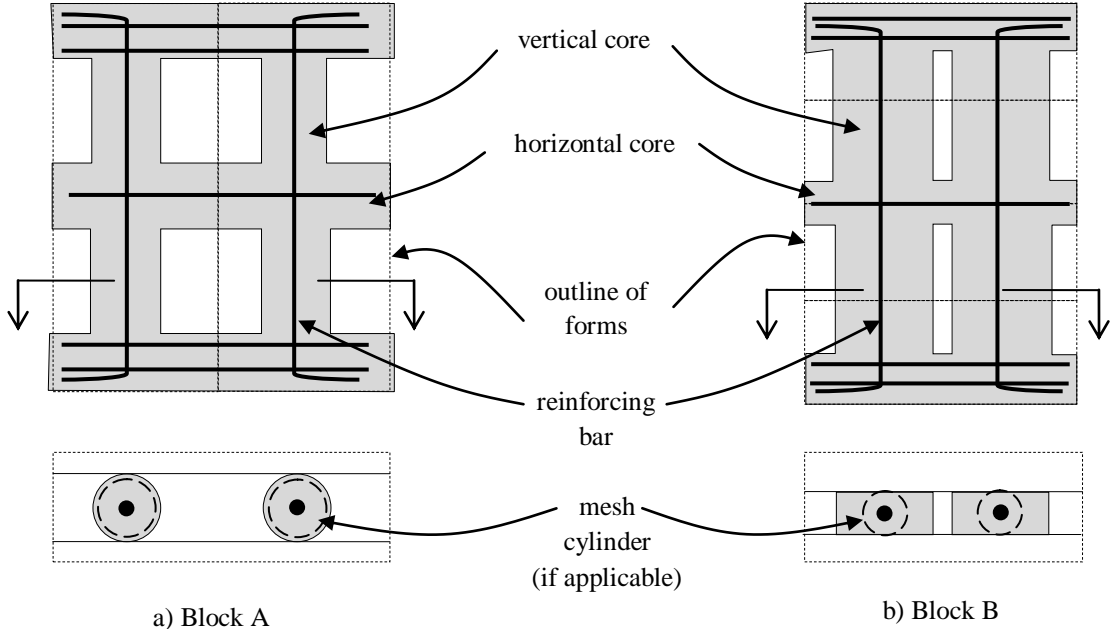 vertical core
horizontal core
outline of
forms
reinforcing
bar
mesh
cylinder
(if applicable)
a) Block A
b) Block B